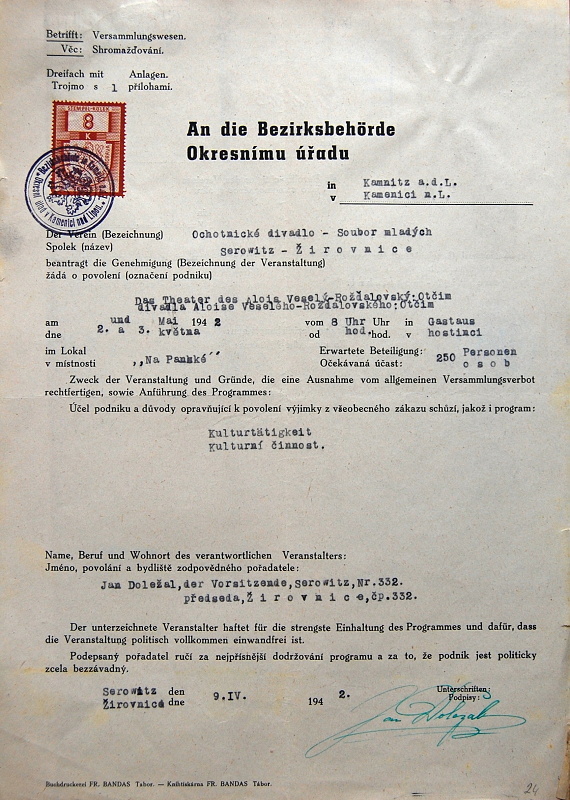 Betrifft: Versammlungswesen.
Věc: Shromažďování.
Dreifach mit Anlagen.
Trojmo s 1 přílohami.
STEMPEL-KOLEK
8
K
An die Bezirksbehörde
Okresnímu úřadu
in Kamnitz a.d.L.
v Kamenici n.L.
Der Verein (Bezeichnung) Ochotnické divadlo - Soubor mladých
Spolek (název) Serowitz - Žirovnice
beantragt die Genehmigung (Bezeichnung der Veranstaltung)
žádá o povolení (označení podniku)
Das Theater des Alois Veselý-Rožďalovský:Otčim
divadla Aloise Veselého-Rožďalovského:Otčim
am und Mai 1942 vom 8 Uhr Uhr in Gastaus
dne 2. a 3. května od hod. hod. v hostinci
im Lokal Erwartete Beteiligung: 250 Personen
v místnosti ,,Na Panské´´ Očekávaná účast: osob
Zweck der Veranstaltung und Gründe, die eine Ausnahme vom allgemeinen Versammlungsverbot
rechtfertigen, sowie Anführung des Programmes:
Účel podniku a důvody opravňující k povolení výjimky z všeobecného zákazu schůzí, jakož i program:
Kulturtätigkeit
Kulturní činnost.
Name, Beruf und Wohnort des verantwortlichen Veranstalters:
Jméno, povolání a bydliště zodpovědného pořadatele:
Jan Doležal,der Vorsitzende,Serowitz,Nr.332.
předseda,Žirovnice,čp.332.
Der unterzeichnete Veranstalter haftet für die strengste Einhaltung des Programmes und dafür, dass
die Veranstaltung politisch vollkommen einwandfrei ist.
Podepsaný pořadatel ručí za nejpřísnější dodržování programu a za to, že podnik jest politicky
zcela bezzávadný.
Serowitz den 9.IV. 194 2. Unterschriften:
Žirovnice dne Podpisy:
Jan Doležal
Buchdruckerei FR. BANDAS Tábor. — Knihtiskárna FR. BANDAS Tábor.
24